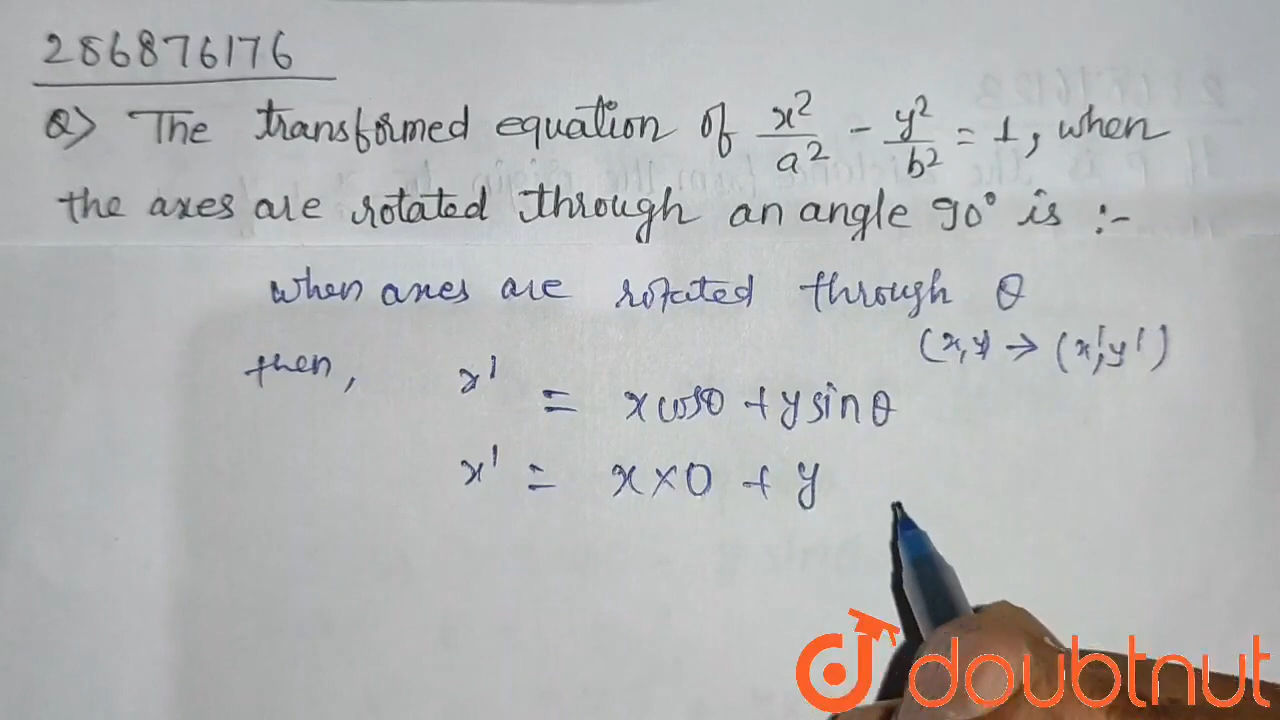 286876176
Q) The transformed equation of x²/a² - y²/b² = 1, when
the axes are rotated through an angle 90° is :-
when axes are rotated through θ
(x,y) → (x',y')
then, x' = x cosθ + y sinθ
x' = x × 0 + y
doubtnut